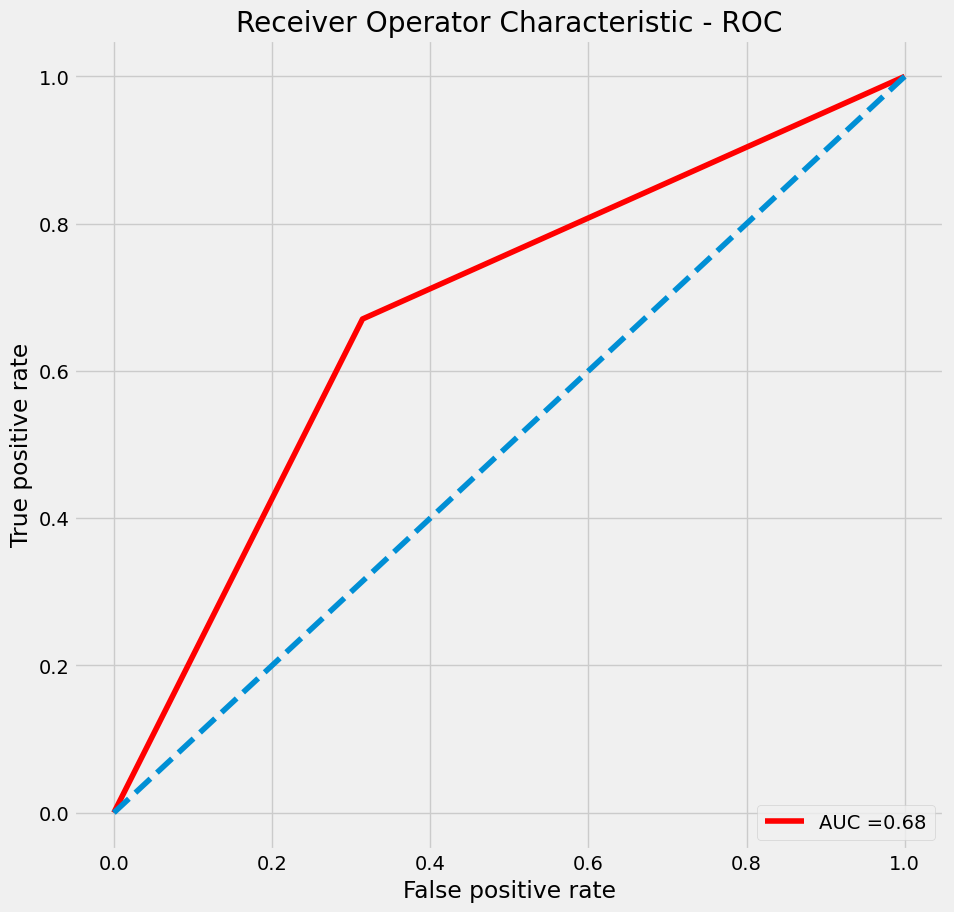 Receiver Operator Characteristic - ROC
True positive rate
1.0
0.8
0.6
0.4
0.2
0.0
AUC =0.68
0.0 0.2 0.4 0.6 0.8 1.0
False positive rate